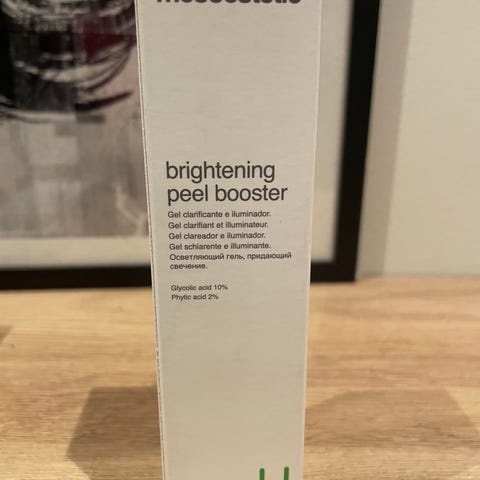 mesoestetic
brightening
peel booster
Gel clarificante e iluminador.
Gel clarifiant et illuminateur.
Gel clareador e iluminador.
Gel schiarente e illuminante.
Осветляющий гель, придающий
свечение.
Glycolic acid 10%
Phytic acid 2%